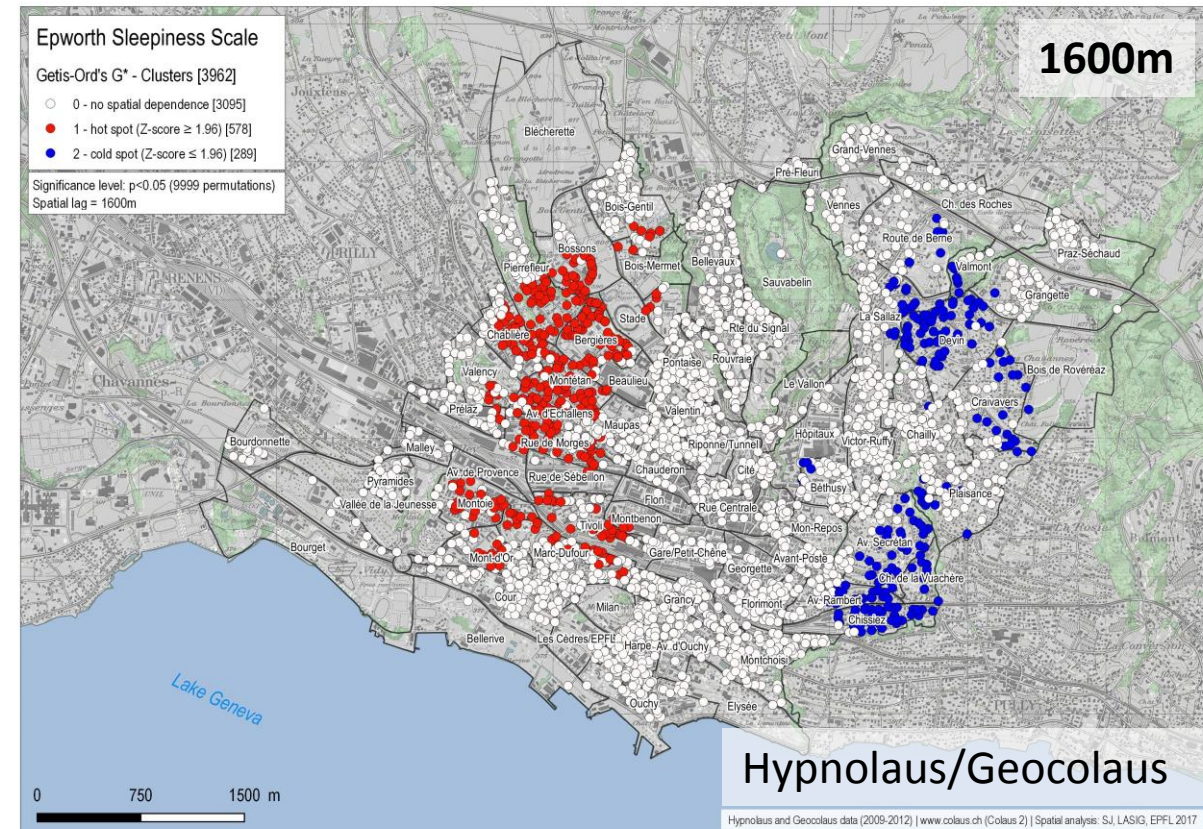 Epworth Sleepiness Scale
Getis-Ord's G* - Clusters [3962]
0 - no spatial dependence [3095]
1 - hot spot (Z-score ≥ 1.96) [578]
2 - cold spot (Z-score ≤ 1.96) [289]
Significance level: p<0.05 (9999 permutations)
Spatial lag = 1600m
1600m
Jouxtens
Blécherette
Grand-Vennes
Pré-Fleuri
Bois-Gentil
Vennes
Ch. des Roches
Route de Berne
Praz-Séchaud
Bossons
Pierrefleur
Bois-Mermet
Bellevaux
Sauvabelin
Valmont
Grangette
Stade
La Sallaz
Chablière
Bergières
Rte du Signal
Devin
Pontaise
Rouvraie
Valency
Montétan
Beaulieu
Le Vallon
Bois de Rovéréaz
Chavannes
Prélaz
Av. d'Echallens
Valentin
Craivavers
Maupas
Hôpitaux
Bourdonnette
Malley
Rue de Morges
Riponne/Tunnel
Victor-Ruffy
Chailly
Pyramides
Av. de Provence
Rue de Sébeillon
Chauderon
Cité
Béthusy
Plaisance
Vallée de la Jeunesse
Montoie
Flon
Rue Centrale
Tivoli
Montbenon
Mon-Repos
Bourget
Mont-d'Or
Marc-Dufour
Gare/Petit-Chêne
Avant-Poste
Av. Secrétan
Georgette
Ch. de la Vuachère
Cour
Milan
Grancy
Florimont
Av. Rambert
Chissiez
Bellerive
Les Cèdres/EPFL
Harpe
Av. d'Ouchy
Montchoisi
Ouchy
Elysée
Lake Geneva
0 750 1500 m
Hypnolaus/Geocolaus
Hypnolaus and Geocolaus data (2009-2012) | www.colaus.ch (Colaus 2) | Spatial analysis: SJ, LASIG, EPFL 2017